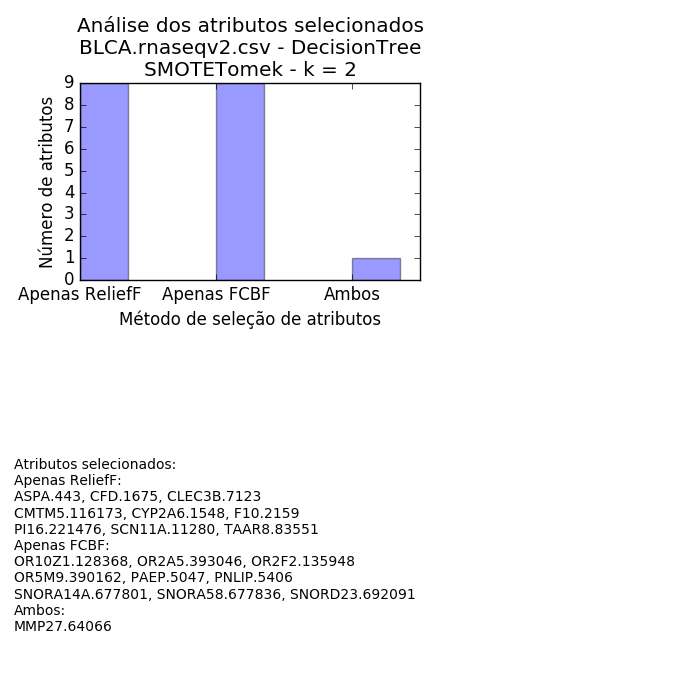 Análise dos atributos selecionados
BLCA.rnaseqv2.csv - DecisionTree
SMOTETomek - k = 2
9
8
7
6
5
4
3
2
1
0
Número de atributos
Apenas ReliefF Apenas FCBF Ambos
Método de seleção de atributos
Atributos selecionados:
Apenas ReliefF:
ASPA.443, CFD.1675, CLEC3B.7123
CMTM5.116173, CYP2A6.1548, F10.2159
PI16.221476, SCN11A.11280, TAAR8.83551
Apenas FCBF:
OR10Z1.128368, OR2A5.393046, OR2F2.135948
OR5M9.390162, PAEP.5047, PNLIP.5406
SNORA14A.677801, SNORA58.677836, SNORD23.692091
Ambos:
MMP27.64066